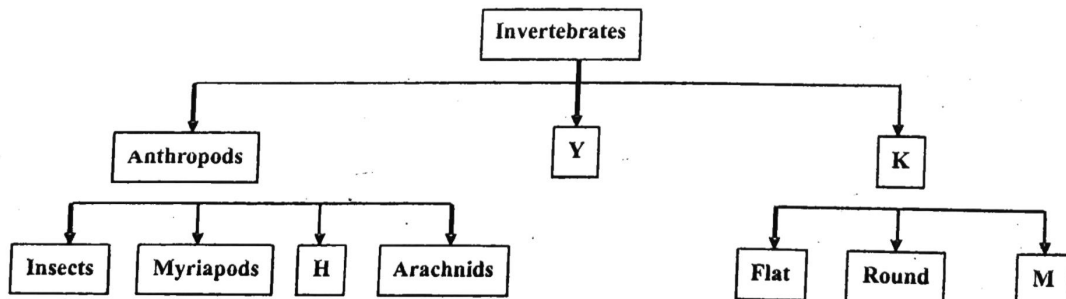 Invertebrates
Anthropods
Y
K
Insects
Myriapods
H
Arachnids
Flat
Round
M